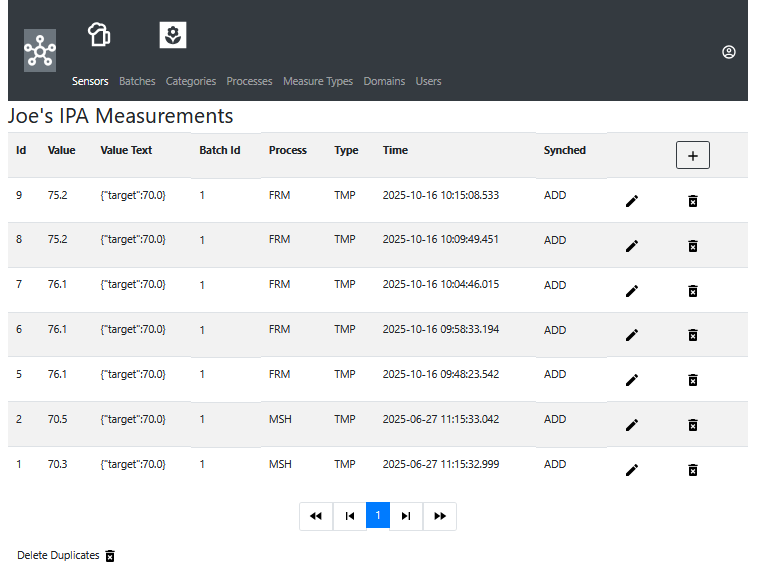 Sensors Batches Categories Processes Measure Types Domains Users
Joe's IPA Measurements
Id Value Value Text Batch Id Process Type Time Synched
9 75.2 {"target":70.0} 1 FRM TMP 2025-10-16 10:15:08.533 ADD
8 75.2 {"target":70.0} 1 FRM TMP 2025-10-16 10:09:49.451 ADD
7 76.1 {"target":70.0} 1 FRM TMP 2025-10-16 10:04:46.015 ADD
6 76.1 {"target":70.0} 1 FRM TMP 2025-10-16 09:58:33.194 ADD
5 76.1 {"target":70.0} 1 FRM TMP 2025-10-16 09:48:23.542 ADD
2 70.5 {"target":70.0} 1 MSH TMP 2025-06-27 11:15:33.042 ADD
1 70.3 {"target":70.0} 1 MSH TMP 2025-06-27 11:15:32.999 ADD
1
Delete Duplicates